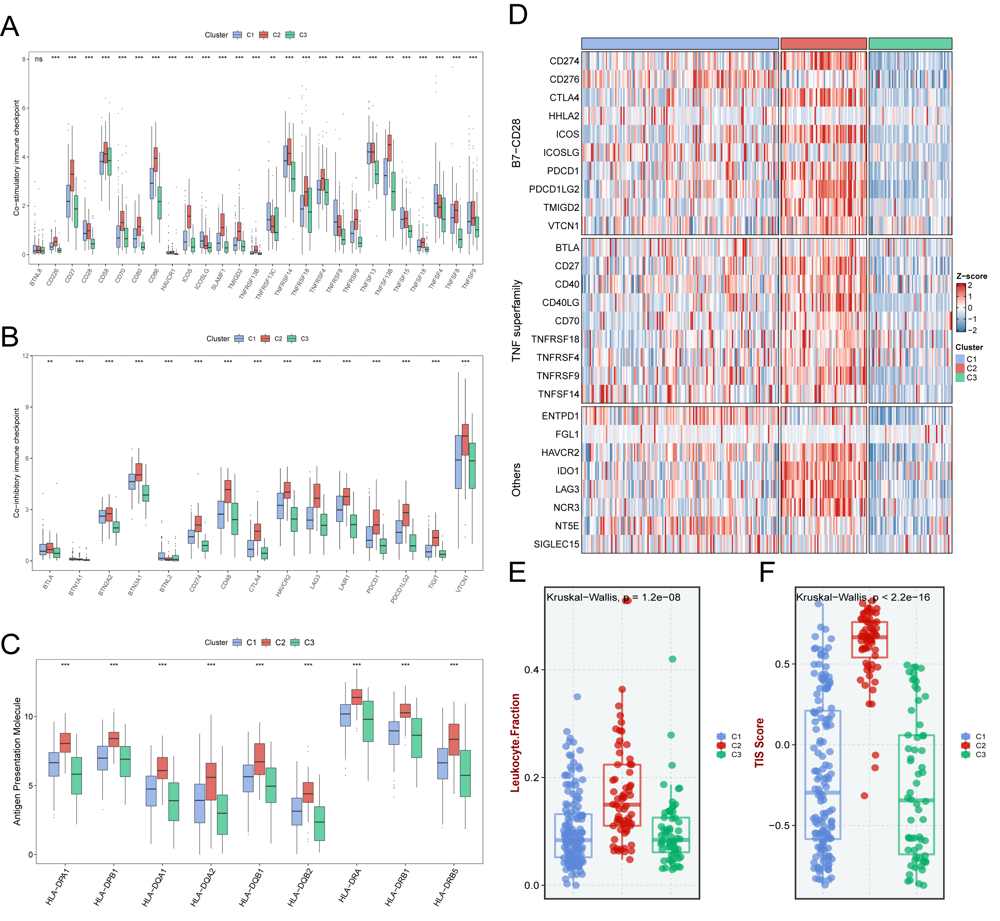 A
Cluster C1 C2 C3
Co-stimulatory immune checkpoint
8
6
4
2
0
ns *** *** *** *** *** *** *** *** *** *** *** *** *** ** *** *** *** *** *** *** *** *** *** *** *** ***
BTNL8 CD226 CD27 CD28 CD58 CD70 CD80 CD86 HAVCR1 ICOS ICOSLG SLAMF1 TMIGD2 TNFRSF13B TNFRSF13C TNFRSF14 TNFRSF18 TNFRSF4 TNFRSF8 TNFRSF9 TNFSF13 TNFSF13B TNFSF15 TNFSF18 TNFSF4 TNFSF8 TNFSF9
B
Cluster C1 C2 C3
Co-inhibitory immune checkpoint
12
9
6
3
0
** *** *** *** *** *** *** *** *** *** *** *** *** *** ***
BTLA BTN1A1 BTN2A2 BTN3A1 BTNL2 CD274 CD48 CTLA4 HAVCR2 LAG3 LAIR1 PDCD1 PDCD1LG2 TIGIT VTCN1
C
Cluster C1 C2 C3
Antigen Presentation Molecule
10
5
0
*** *** *** *** *** *** *** *** ***
HLA−DPA1 HLA−DPB1 HLA−DQA1 HLA−DQA2 HLA−DQB1 HLA−DQB2 HLA−DRA HLA−DRB1 HLA−DRB5
D
B7−CD28
CD274
CD276
CTLA4
HHLA2
ICOS
ICOSLG
PDCD1
PDCD1LG2
TMIGD2
VTCN1
TNF superfamily
BTLA
CD27
CD40
CD40LG
CD70
TNFRSF18
TNFRSF4
TNFRSF9
TNFSF14
Others
ENTPD1
FGL1
HAVCR2
IDO1
LAG3
NCR3
NT5E
SIGLEC15
Z−score
2
1
0
−1
−2
Cluster
C1
C2
C3
E
Kruskal−Wallis, p = 1.2e−08
Leukocyte.Fraction
0.4
0.2
0.0
C1
C2
C3
F
Kruskal−Wallis, p < 2.2e−16
TIS Score
0.5
0.0
−0.5
C1
C2
C3